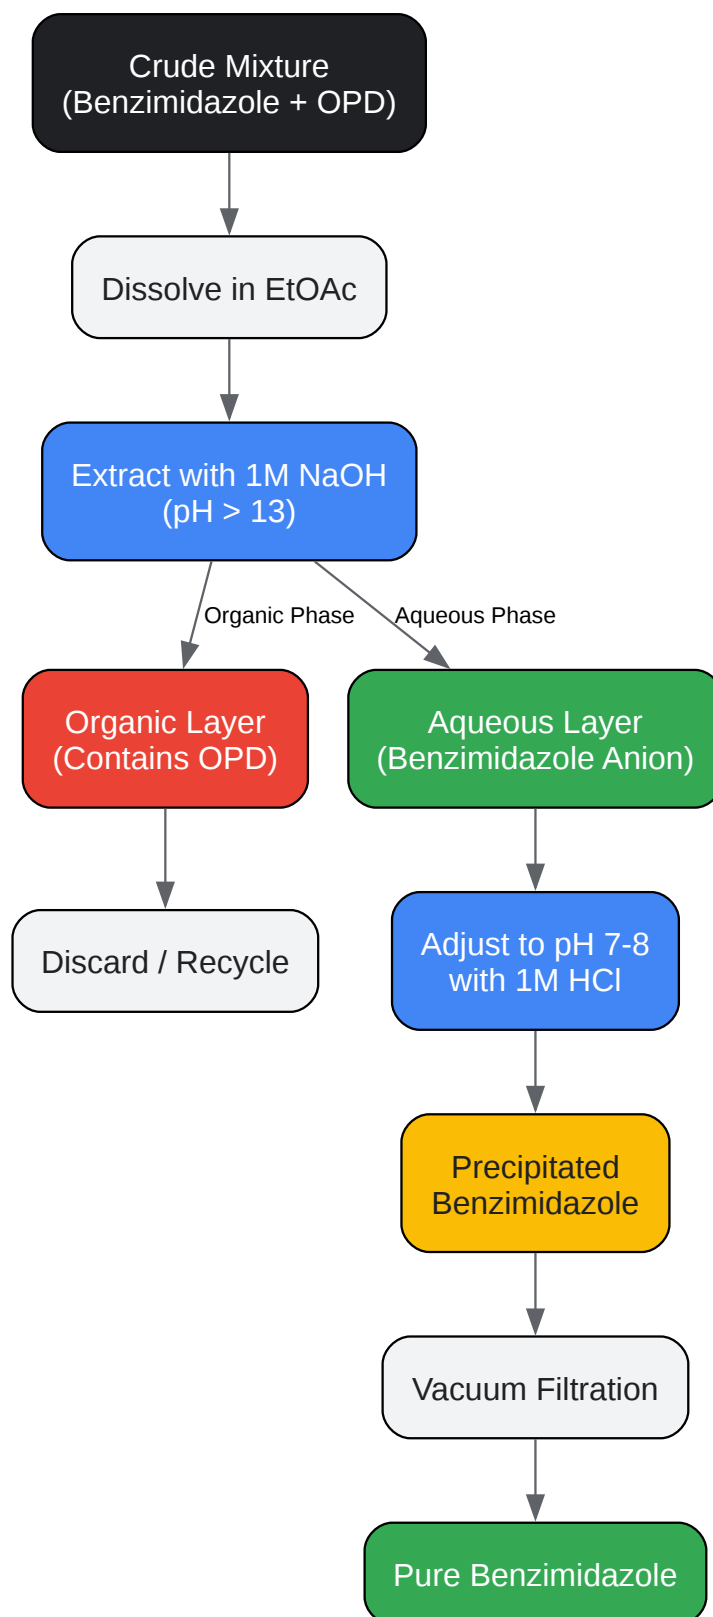 Crude Mixture
(Benzimidazole + OPD)
Dissolve in EtOAc
Extract with 1M NaOH
(pH > 13)
Organic Phase
Aqueous Phase
Organic Layer
(Contains OPD)
Aqueous Layer
(Benzimidazole Anion)
Discard / Recycle
Adjust to pH 7-8
with 1M HCl
Precipitated
Benzimidazole
Vacuum Filtration
Pure Benzimidazole